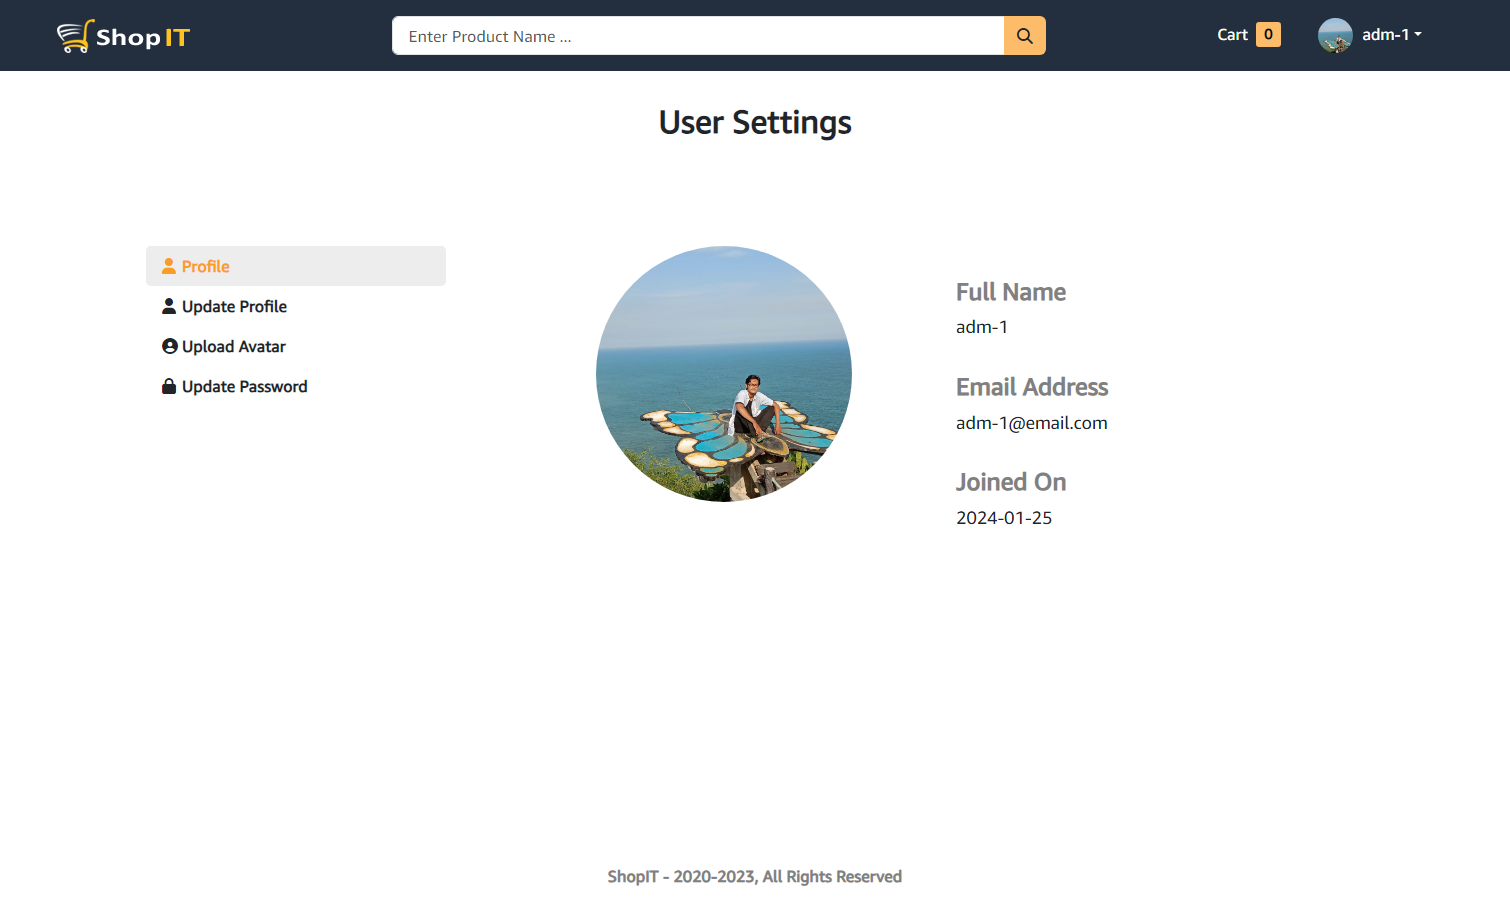 Shop IT
Enter Product Name ...
Cart 0
adm-1
User Settings
Profile
Update Profile
Upload Avatar
Update Password
Full Name
adm-1
Email Address
adm-1@email.com
Joined On
2024-01-25
ShopIT - 2020-2023, All Rights Reserved